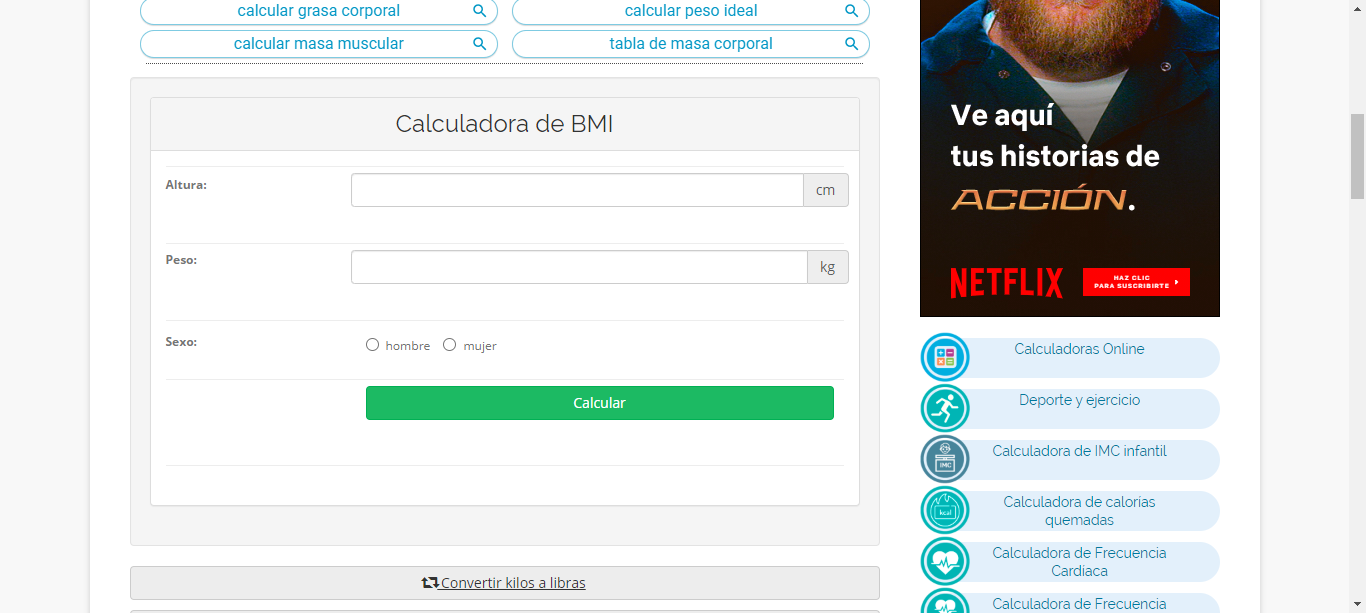 calcular grasa corporal
calcular peso ideal
calcular masa muscular
tabla de masa corporal
Calculadora de BMI
Altura:
cm
Peso:
kg
Sexo:
hombre
mujer
Calcular
Convertir kilos a libras
Ve aquí
tus historias de
ACCIÓN.
NETFLIX
HAZ CLIC
PARA SUSCRIBIRTE
Calculadoras Online
Deporte y ejercicio
IMC
Calculadora de IMC infantil
kcal
Calculadora de calorías
quemadas
Calculadora de Frecuencia
Cardiaca
Calculadora de Frecuencia